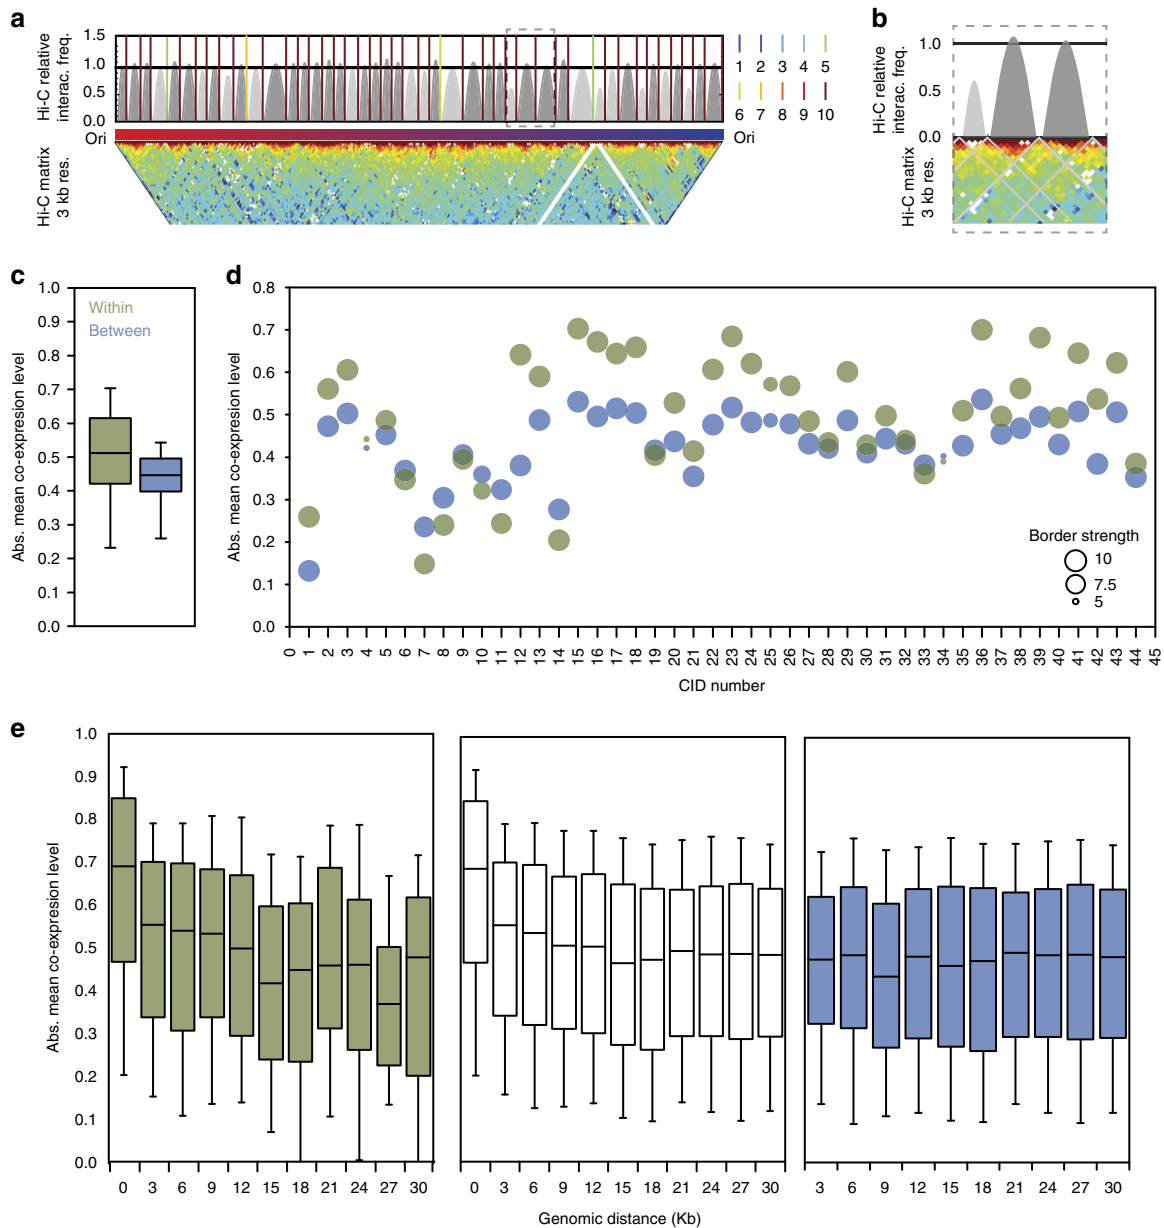 a
b
Hi-C relative
interac. freq.
1.5
1.0
0.5
0.0
1 2 3 4 5
6 7 8 9 10
Ori
Ori
Hi-C matrix
3 kb res.
Hi-C relative
interac. freq.
1.0
0.5
0.0
Hi-C matrix
3 kb res.
c
Abs. mean co-expresion level
1.0
0.9
0.8
0.7
0.6
0.5
0.4
0.3
0.2
0.1
0.0
Within
Between
d
Abs. mean co-expresion level
0.8
0.7
0.6
0.5
0.4
0.3
0.2
0.1
0.0
Border strength
10
7.5
5
0 1 2 3 4 5 6 7 8 9 10 11 12 13 14 15 16 17 18 19 20 21 22 23 24 25 26 27 28 29 30 31 32 33 34 35 36 37 38 39 40 41 42 43 44 45
CID number
e
Abs. mean co-expresion level
1.0
0.9
0.8
0.7
0.6
0.5
0.4
0.3
0.2
0.1
0.0
0 3 6 9 12 15 18 21 24 27 30
0 3 6 9 12 15 18 21 24 27 30
3 6 9 12 15 18 21 24 27 30
Genomic distance (Kb)